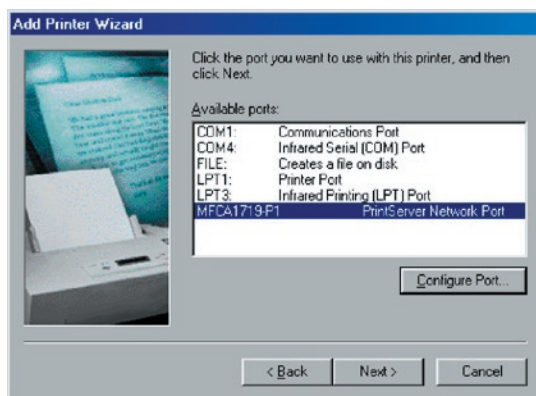 Add Printer Wizard
Click the port you want to use with this printer, and then
click Next.
Available ports:
COM1: Communications Port
COM4: Infrared Serial (COM) Port
FILE: Creates a file on disk
LPT1: Printer Port
LPT3: Infrared Printing (LPT) Port
MFCA1719-P1 PrintServer Network Port
Configure Port...
< Back
Next >
Cancel